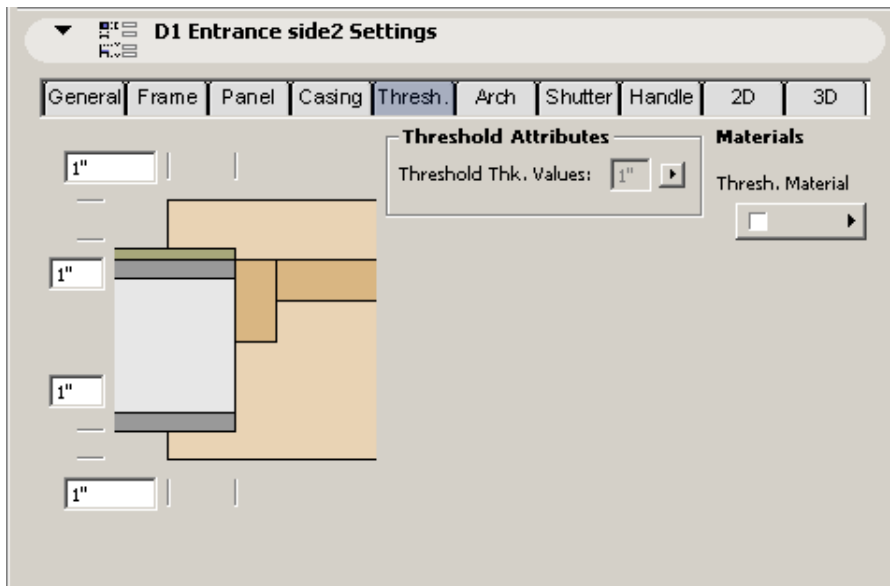 D1 Entrance side2 Settings
General Frame Panel Casing Thresh. Arch Shutter Handle 2D 3D
Threshold Attributes Materials
1"
Threshold Thk. Values: 1"
Thresh. Material
1"
1"
1"